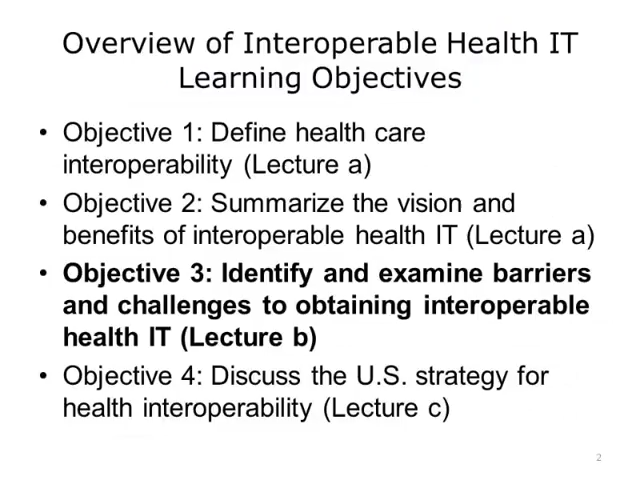 Overview of Interoperable Health IT
Learning Objectives
• Objective 1: Define health care
interoperability (Lecture a)
• Objective 2: Summarize the vision and
benefits of interoperable health IT (Lecture a)
• Objective 3: Identify and examine barriers
and challenges to obtaining interoperable
health IT (Lecture b)
• Objective 4: Discuss the U.S. strategy for
health interoperability (Lecture c)
2